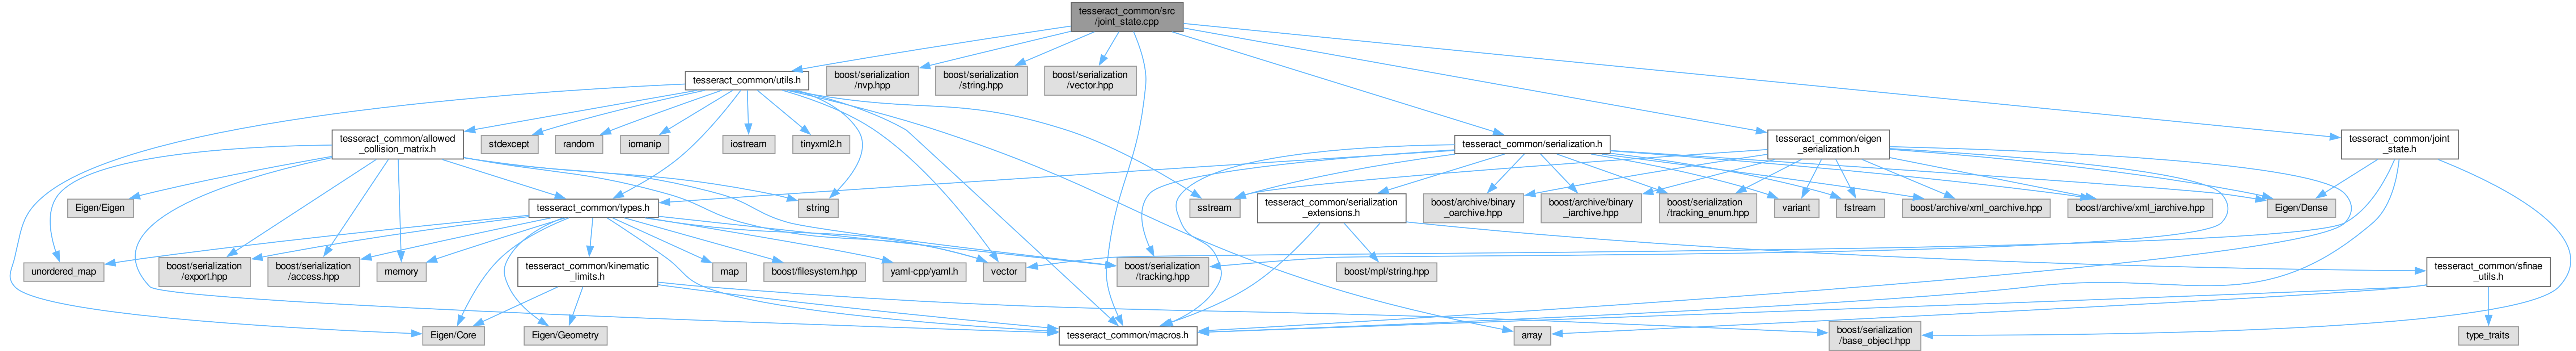 tesseract_common/src
/joint_state.cpp
tesseract_common/utils.h
boost/serialization
/nvp.hpp
boost/serialization
/string.hpp
boost/serialization
/vector.hpp
tesseract_common/allowed
_collision_matrix.h
stdexcept
random
iomanip
iostream
tinyxml2.h
tesseract_common/serialization.h
tesseract_common/eigen
_serialization.h
tesseract_common/joint
_state.h
Eigen/Eigen
tesseract_common/types.h
string
sstream
tesseract_common/serialization
_extensions.h
boost/archive/binary
_oarchive.hpp
boost/archive/binary
_iarchive.hpp
boost/serialization
/tracking_enum.hpp
variant
fstream
boost/archive/xml_oarchive.hpp
boost/archive/xml_iarchive.hpp
Eigen/Dense
unordered_map
boost/serialization
/export.hpp
boost/serialization
/access.hpp
memory
tesseract_common/kinematic
_limits.h
map
boost/filesystem.hpp
yaml-cpp/yaml.h
vector
boost/serialization
/tracking.hpp
boost/mpl/string.hpp
tesseract_common/sfinae
_utils.h
Eigen/Core
Eigen/Geometry
tesseract_common/macros.h
array
boost/serialization
/base_object.hpp
type_traits